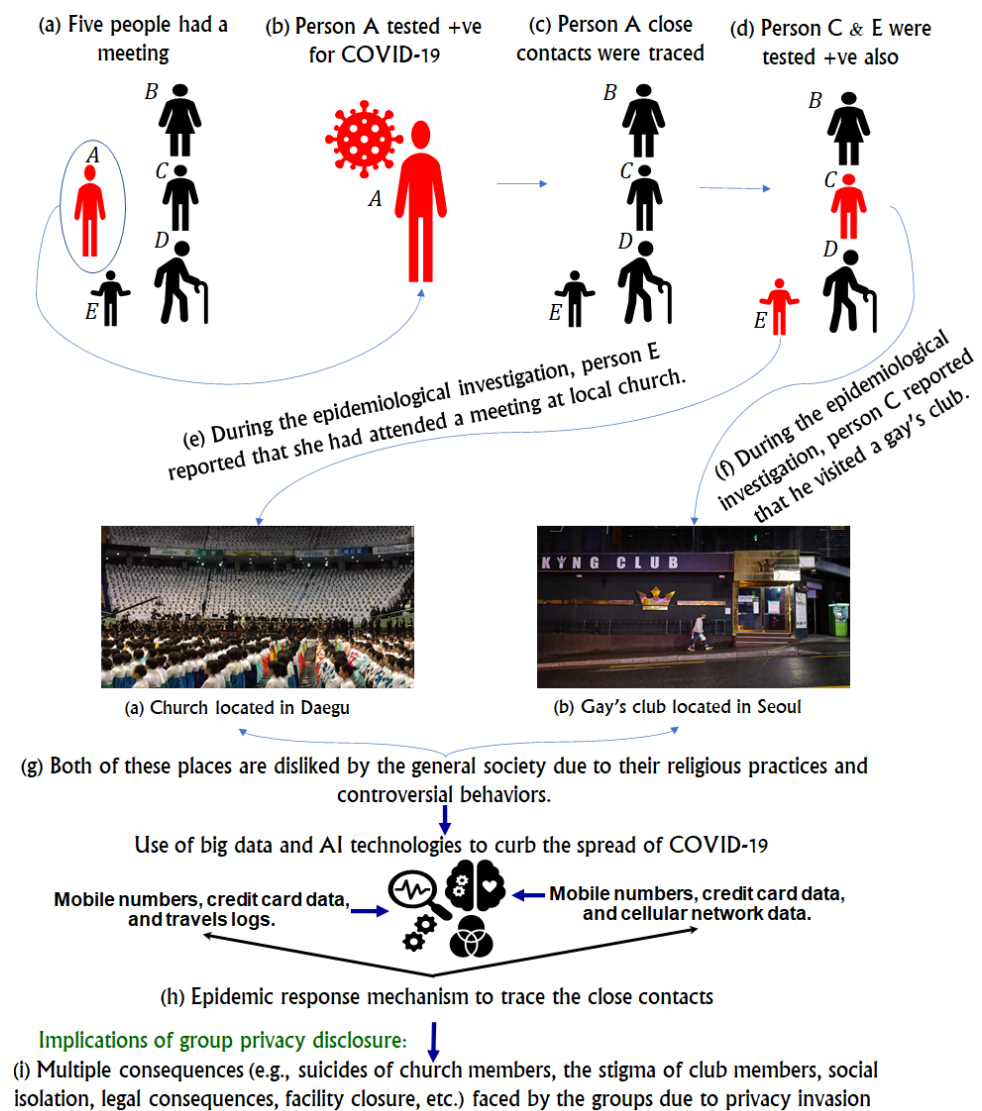 (a) Five people had a
meeting
(b) Person A tested +ve
for COVID-19
(c) Person A close
contacts were traced
(d) Person C & E were
tested +ve also
B
A
C
D
E
A
B
C
D
E
B
C
D
E
(e) During the epidemiological investigation, person E
reported that she had attended a meeting at local church.
(f) During the epidemiological
investigation, person C reported
that he visited a gay's club.
KING CLUB
(a) Church located in Daegu
(b) Gay's club located in Seoul
(g) Both of these places are disliked by the general society due to their religious practices and
controversial behaviors.
Use of big data and AI technologies to curb the spread of COVID-19
Mobile numbers, credit card data,
and travels logs.
Mobile numbers, credit card data,
and cellular network data.
(h) Epidemic response mechanism to trace the close contacts
Implications of group privacy disclosure:
(i) Multiple consequences (e.g., suicides of church members, the stigma of club members, social
isolation, legal consequences, facility closure, etc.) faced by the groups due to privacy invasion